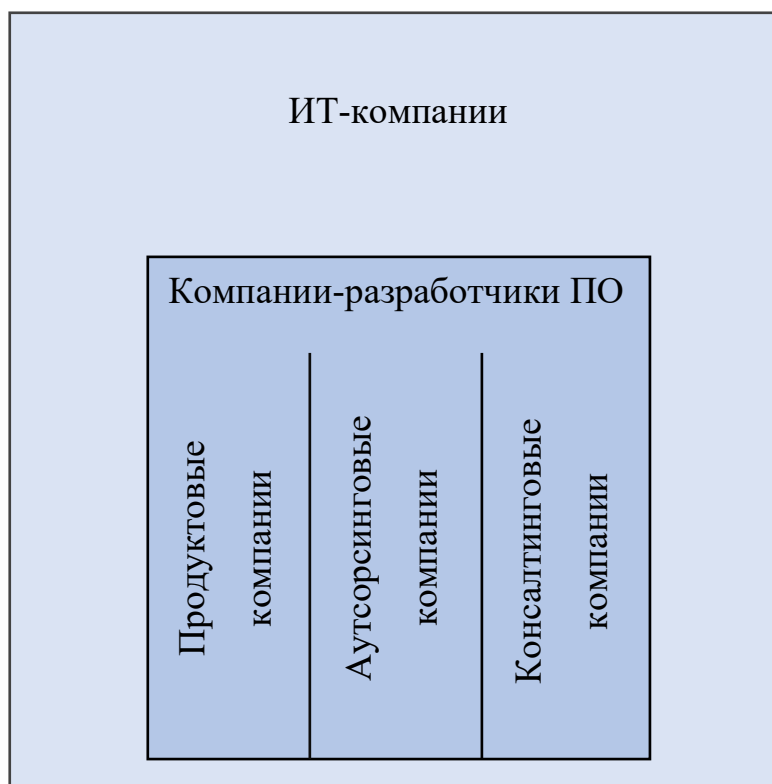 ИТ-компании
Компании-разработчики ПО
Продуктовые
компании
Аутсорсинговые
компании
Консалтинговые
компании